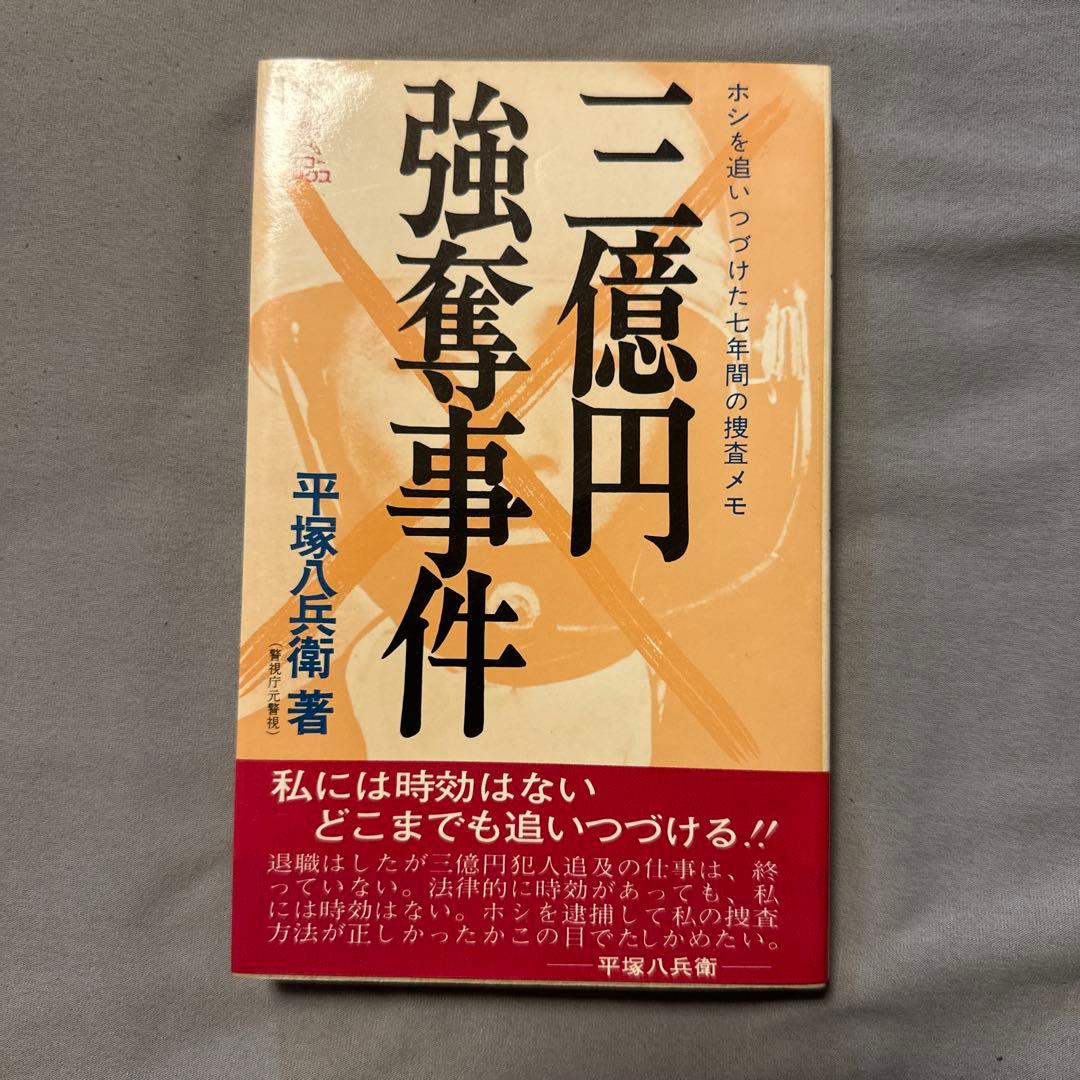 ホシを追いつづけた七年間の捜査メモ
三億円
強奪事件
平塚八兵衛 著
（警視庁元警視）
私には時効はない
どこまでも追いつづける!!
退職はしたが三億円犯人追及の仕事は、終
っていない。法律的に時効があっても、私
には時効はない。ホシを逮捕して私の捜査
方法が正しかったかこの目でたしかめたい。
——平塚八兵衛——